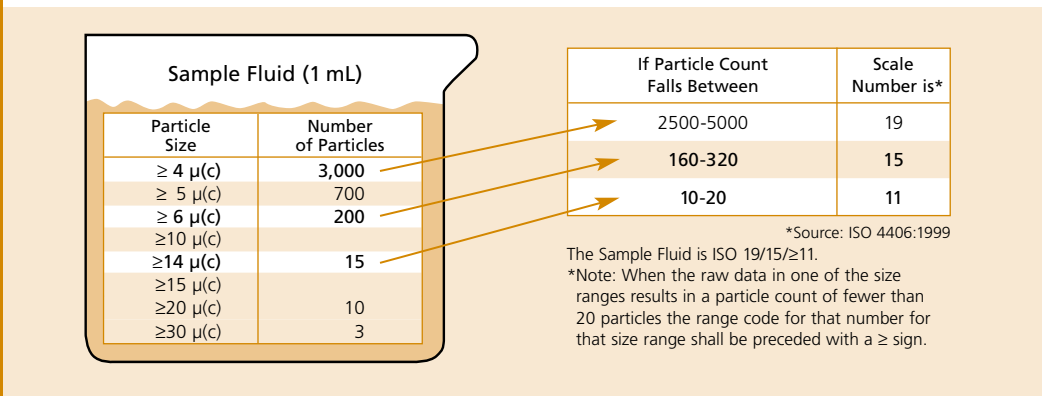 Sample Fluid (1 mL)
Particle Size Number of Particles
≥ 4 μ(c) 3,000
≥ 5 μ(c) 700
≥ 6 μ(c) 200
≥10 μ(c)
≥14 μ(c) 15
≥15 μ(c)
≥20 μ(c) 10
≥30 μ(c) 3
If Particle Count Falls Between Scale Number is*
2500-5000 19
160-320 15
10-20 11
*Source: ISO 4406:1999
The Sample Fluid is ISO 19/15/≥11.
*Note: When the raw data in one of the size
ranges results in a particle count of fewer than
20 particles the range code for that number for
that size range shall be preceded with a ≥ sign.